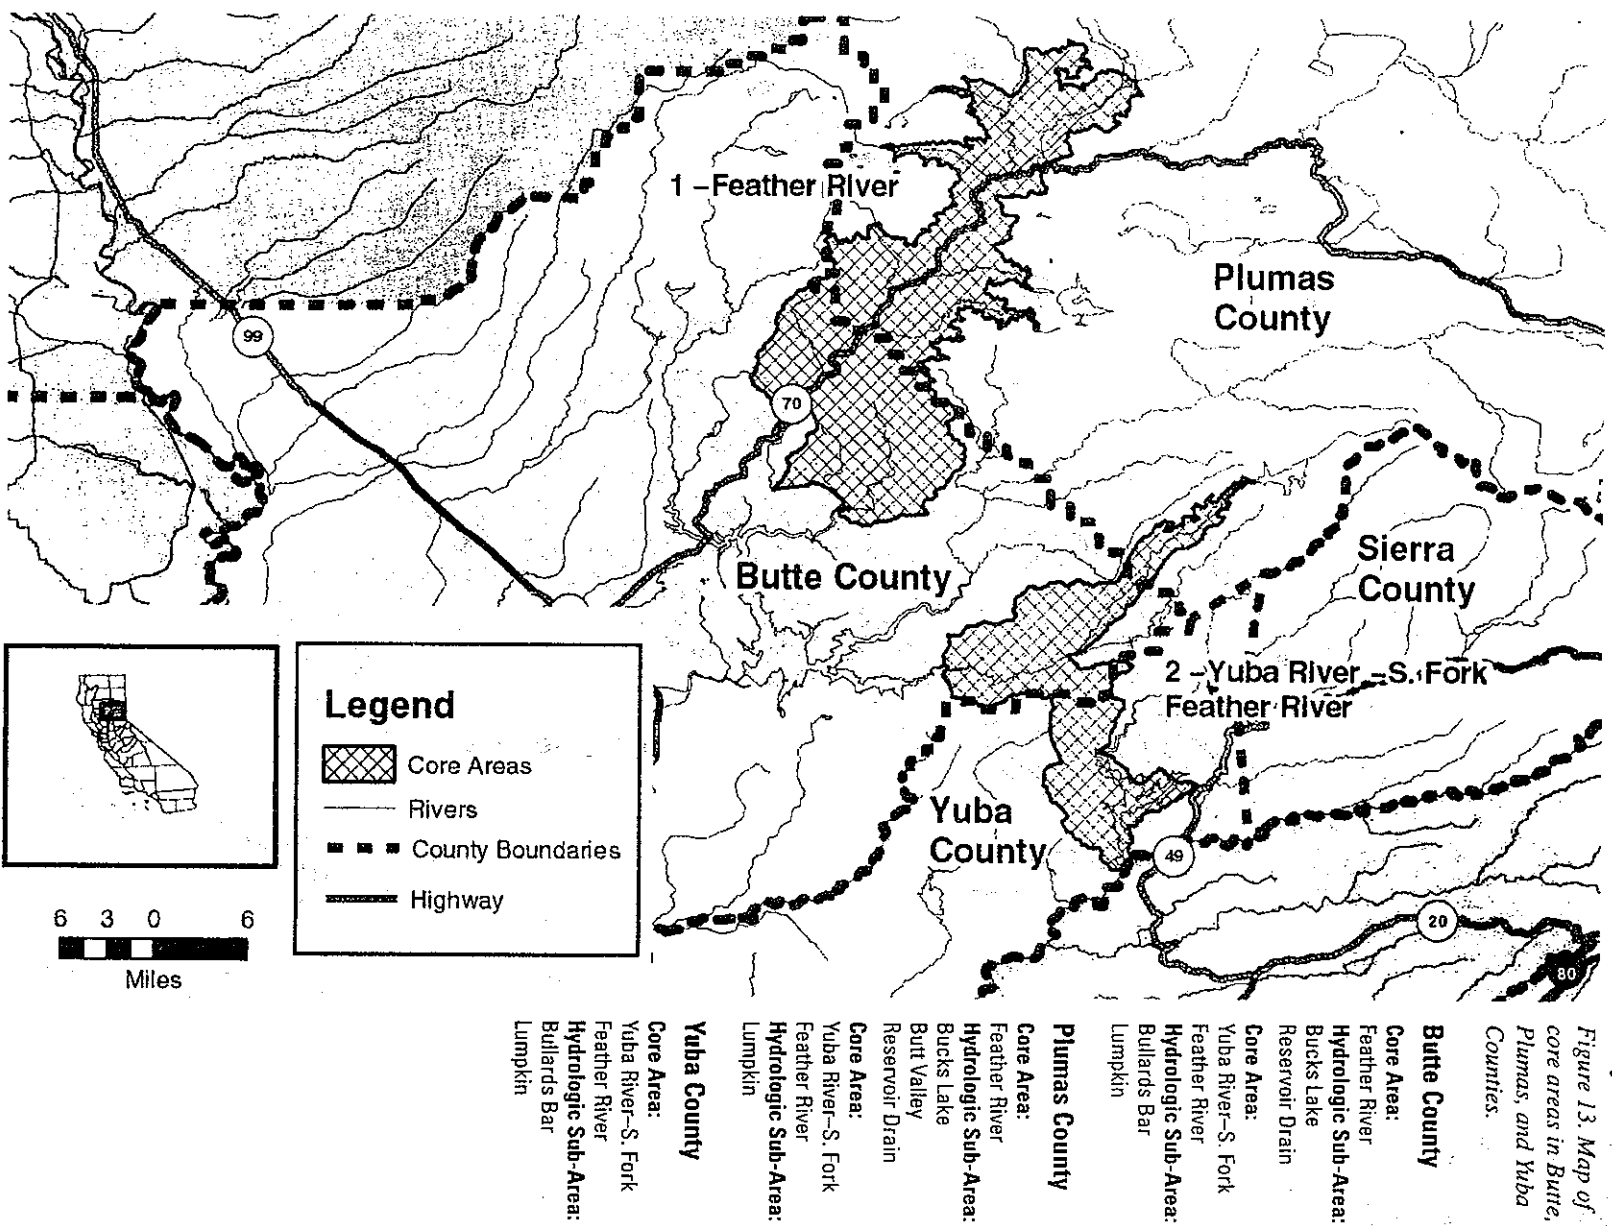 1 –Feather River
Plumas
County
99
70
Butte County
Sierra
County
2 –Yuba River –S. Fork
Feather River
Yuba
County
49
20
80
Legend
Core Areas
Rivers
County Boundaries
Highway
6 3 0 6
Miles
Figure 13. Map of
core areas in Butte,
Plumas, and Yuba
Counties.
Butte County
Core Area:
Feather River
Hydrologic Sub-Area:
Bucks Lake
Reservoir Drain
Core Area:
Yuba River–S. Fork
Feather River
Hydrologic Sub-Area:
Bullards Bar
Lumpkin
Plumas County
Core Area:
Feather River
Hydrologic Sub-Area:
Bucks Lake
Butt Valley
Reservoir Drain
Core Area:
Yuba River–S. Fork
Feather River
Hydrologic Sub-Area:
Lumpkin
Yuba County
Core Area:
Yuba River–S. Fork
Feather River
Hydrologic Sub-Area:
Bullards Bar
Lumpkin